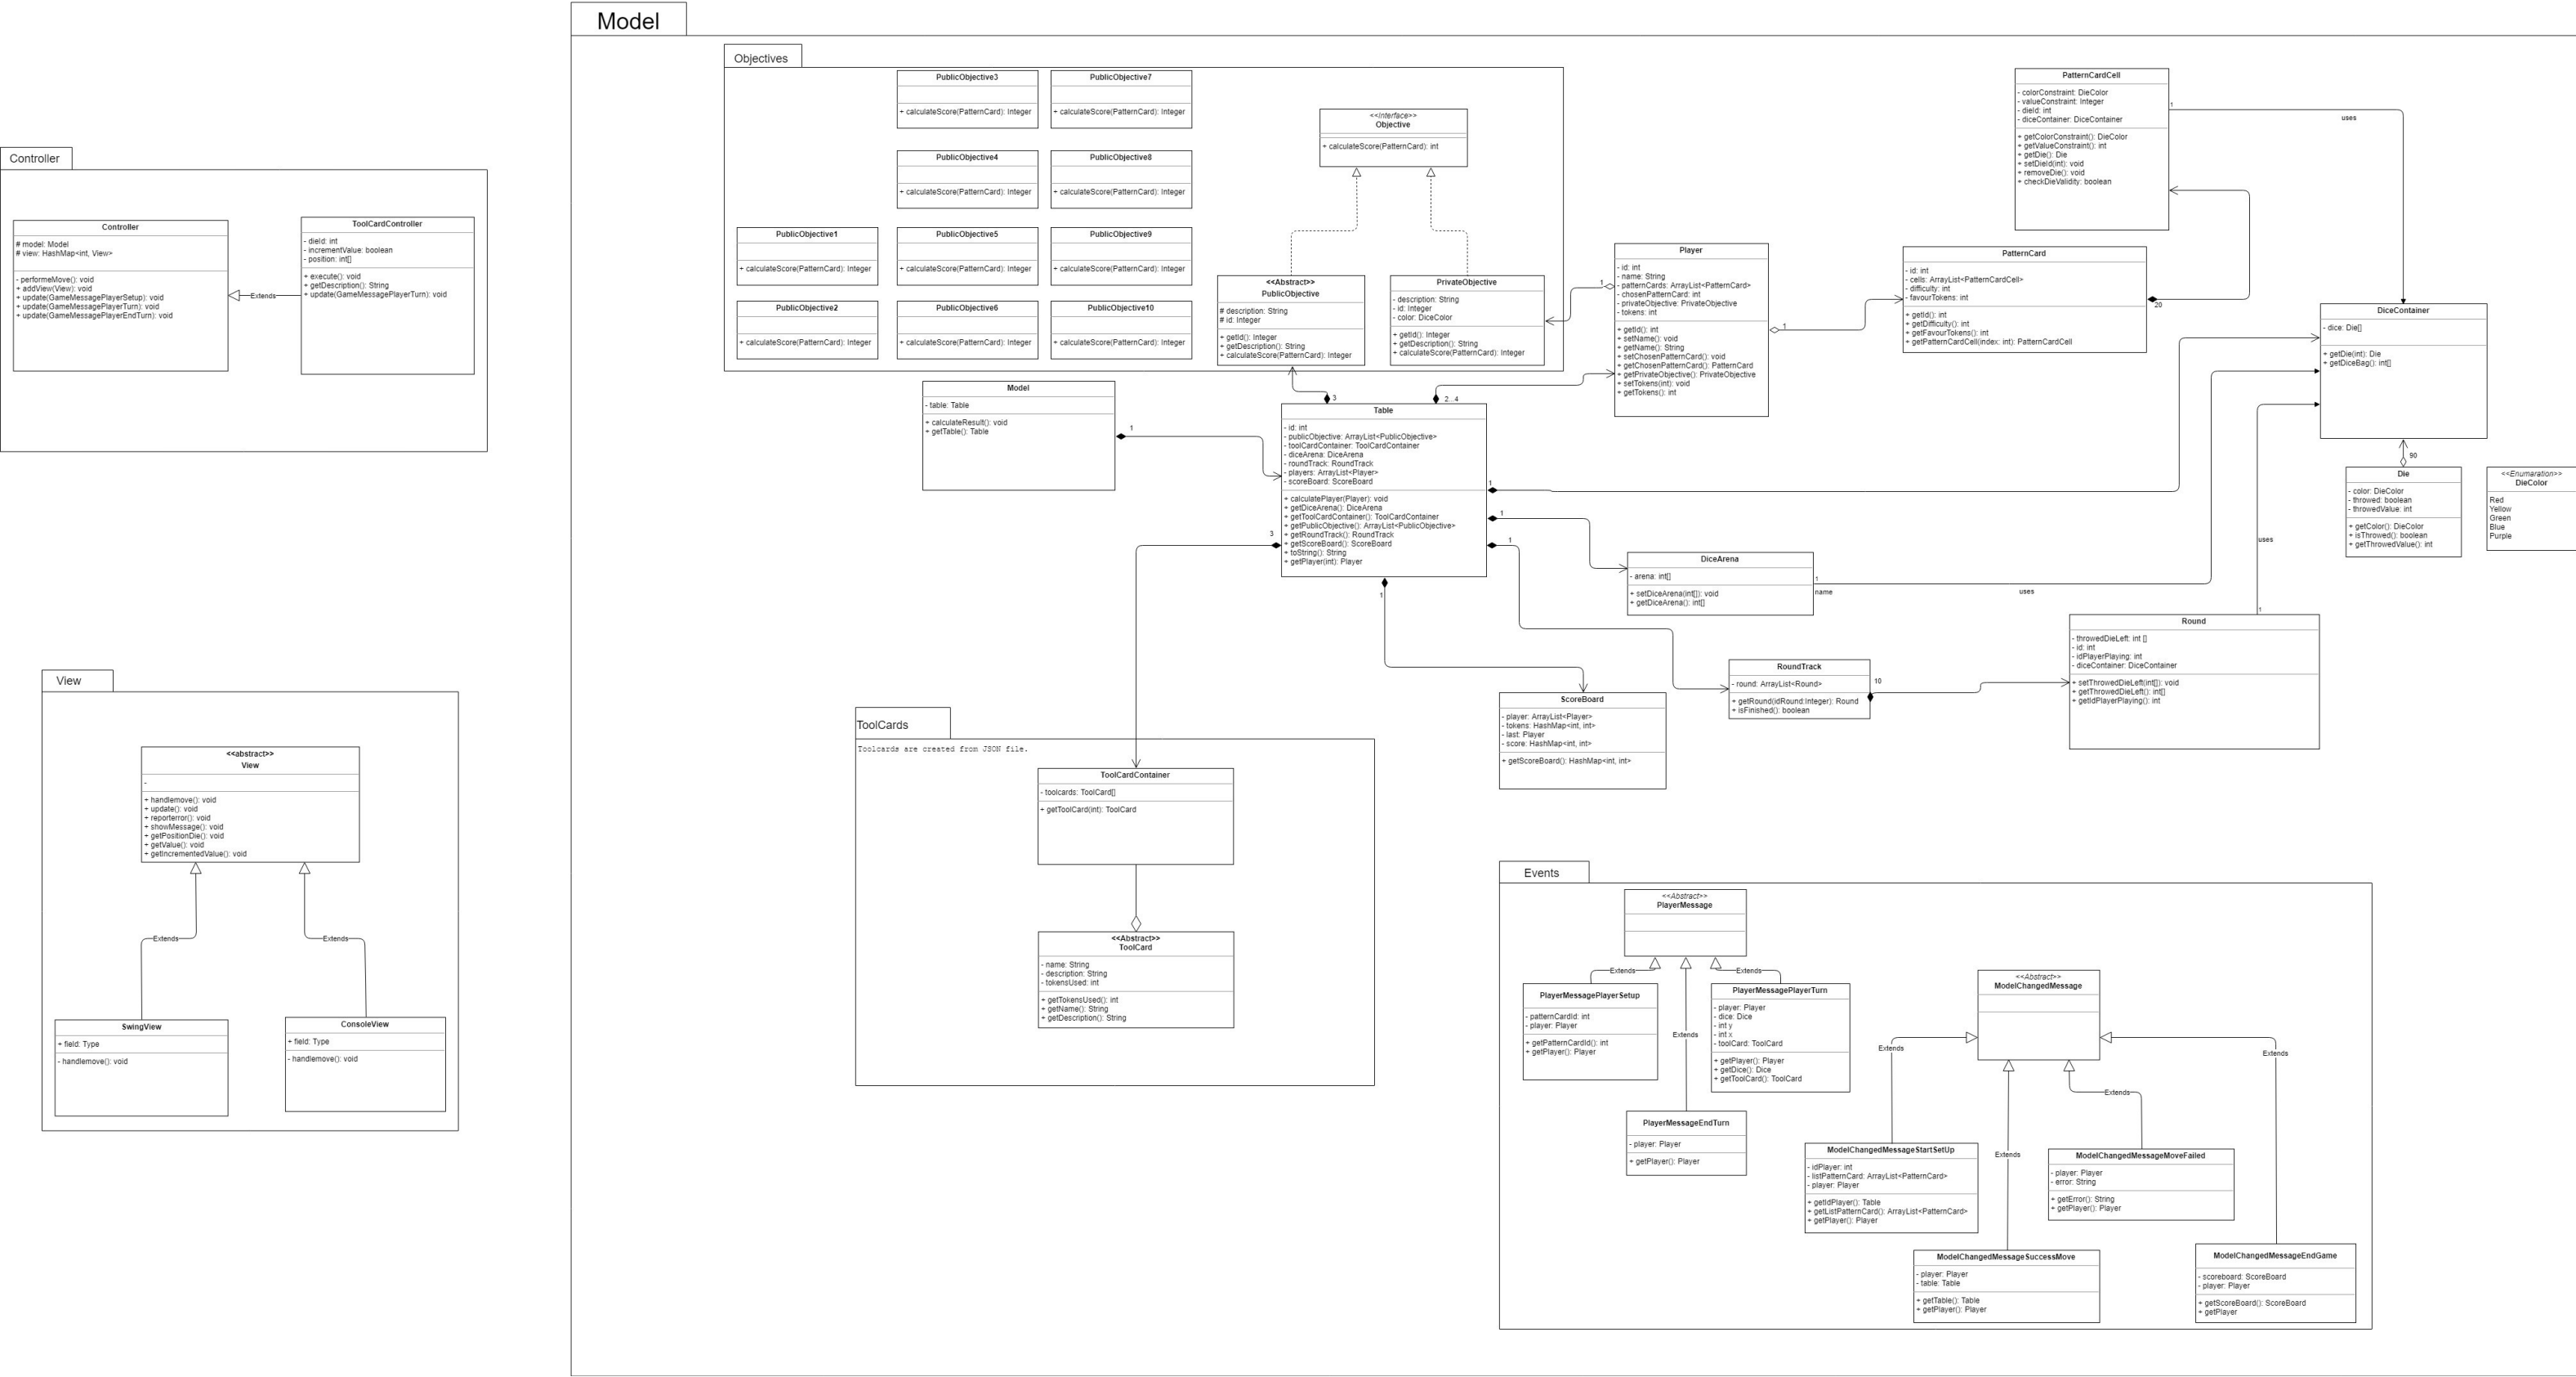 Model
Objectives
PublicObjective3
+ calculateScore(PatternCard): Integer
PublicObjective7
+ calculateScore(PatternCard): Integer
PublicObjective4
+ calculateScore(PatternCard): Integer
PublicObjective8
+ calculateScore(PatternCard): Integer
PublicObjective1
+ calculateScore(PatternCard): Integer
PublicObjective5
+ calculateScore(PatternCard): Integer
PublicObjective9
+ calculateScore(PatternCard): Integer
PublicObjective2
+ calculateScore(PatternCard): Integer
PublicObjective6
+ calculateScore(PatternCard): Integer
PublicObjective10
+ calculateScore(PatternCard): Integer
<<Interface>>
Objective
+ calculateScore(PatternCard): int
<<Abstract>>
PublicObjective
# description: String
# id: Integer
+ getId(): Integer
+ getDescription(): String
+ calculateScore(PatternCard): Integer
PrivateObjective
- description: String
- id: Integer
- color: DiceColor
+ getId(): Integer
+ getDescription(): String
+ calculateScore(PatternCard): Integer
Controller
Controller
# model: Model
# view: HashMap<int, View>
- performeMove(): void
+ addView(View): void
+ update(GameMessagePlayerSetup): void
+ update(GameMessagePlayerTurn): void
+ update(GameMessagePlayerEndTurn): void
Extends
ToolCardController
- dieId: int
- incrementValue: boolean
- position: int[]
+ execute(): void
+ getDescription(): String
+ update(GameMessagePlayerTurn): void
View
<<abstract>>
View
-
+ handlemove(): void
+ update(): void
+ reporterror(): void
+ showMessage(): void
+ getPositionDie(): void
+ getValue(): void
+ getIncrementedValue(): void
Extends
Extends
SwingView
+ field: Type
- handlemove(): void
ConsoleView
+ field: Type
- handlemove(): void
Player
- id: int
- name: String
- patternCards: ArrayList<PatternCard>
- chosenPatternCard: int
- privateObjective: PrivateObjective
- tokens: int
+ getId(): int
+ setName(): void
+ getName(): String
+ setChosenPatternCard(): void
+ getChosenPatternCard(): PatternCard
+ getPrivateObjective(): PrivateObjective
+ setTokens(int): void
+ getTokens(): int
1
1
PatternCardCell
- colorConstraint: DieColor
- valueConstraint: Integer
- dieId: int
- diceContainer: DiceContainer
+ getColorConstraint(): DieColor
+ getValueConstraint(): int
+ getDie(): Die
+ setDieId(int): void
+ removeDie(): void
+ checkDieValidity: boolean
1
uses
PatternCard
- id: int
- cells: ArrayList<PatternCardCell>
- difficulty: int
- favourTokens: int
+ getId(): int
+ getDifficulty(): int
+ getFavourTokens(): int
+ getPatternCardCell(index: int): PatternCardCell
20
DiceContainer
- dice: Die[]
+ getDie(int): Die
+ getDiceBag(): int[]
90
Die
- color: DieColor
- throwed: boolean
- throwedValue: int
+ getColor(): DieColor
+ isThrowed(): boolean
+ getThrowedValue(): int
<<Enumaration>>
DieColor
Red
Yellow
Green
Blue
Purple
Model
- table: Table
+ calculateResult(): void
+ getTable(): Table
1
3
2...4
Table
- id: int
- publicObjective: ArrayList<PublicObjective>
- toolCardContainer: ToolCardContainer
- diceArena: DiceArena
- roundTrack: RoundTrack
- players: ArrayList<Player>
- scoreBoard: ScoreBoard
+ calculatePlayer(Player): void
+ getDiceArena(): DiceArena
+ getToolCardContainer(): ToolCardContainer
+ getPublicObjective(): ArrayList<PublicObjective>
+ getRoundTrack(): RoundTrack
+ getScoreBoard(): ScoreBoard
+ toString(): String
+ getPlayer(int): Player
1
1
1
3
1
DiceArena
- arena: int[]
+ setDiceArena(int[]): void
+ getDiceArena(): int[]
1
name
uses
uses
1
Round
- throwedDieLeft: int []
- id: int
- idPlayerPlaying: int
- diceContainer: DiceContainer
+ setThrowedDieLeft(int[]): void
+ getThrowedDieLeft(): int[]
+ getIdPlayerPlaying(): int
RoundTrack
- round: ArrayList<Round>
+ getRound(idRound:Integer): Round
+ isFinished(): boolean
10
ScoreBoard
- player: ArrayList<Player>
- tokens: HashMap<int, int>
- last: Player
- score: HashMap<int, int>
+ getScoreBoard(): HashMap<int, int>
ToolCards
Toolcards are created from JSON file.
ToolCardContainer
- toolcards: ToolCard[]
+ getToolCard(int): ToolCard
<<Abstract>>
ToolCard
- name: String
- description: String
- tokensUsed: int
+ getTokensUsed(): int
+ getName(): String
+ getDescription(): String
Events
<<Abstract>>
PlayerMessage
Extends
Extends
Extends
PlayerMessagePlayerSetup
- patternCardId: int
- player: Player
+ getPatternCardId(): int
+ getPlayer(): Player
PlayerMessagePlayerTurn
- player: Player
- dice: Dice
- int y
- int x
- toolCard: ToolCard
+ getPlayer(): Player
+ getDice(): Dice
+ getToolCard(): ToolCard
PlayerMessageEndTurn
- player: Player
+ getPlayer(): Player
<<Abstract>>
ModelChangedMessage
Extends
Extends
Extends
Extends
ModelChangedMessageStartSetUp
- idPlayer: int
- listPatternCard: ArrayList<PatternCard>
- player: Player
+ getIdPlayer(): Table
+ getListPatternCard(): ArrayList<PatternCard>
+ getPlayer(): Player
ModelChangedMessageMoveFailed
- player: Player
- error: String
+ getError(): String
+ getPlayer(): Player
ModelChangedMessageSuccessMove
- player: Player
- table: Table
+ getTable(): Table
+ getPlayer(): Player
ModelChangedMessageEndGame
- scoreboard: ScoreBoard
- player: Player
+ getScoreBoard(): ScoreBoard
+ getPlayer